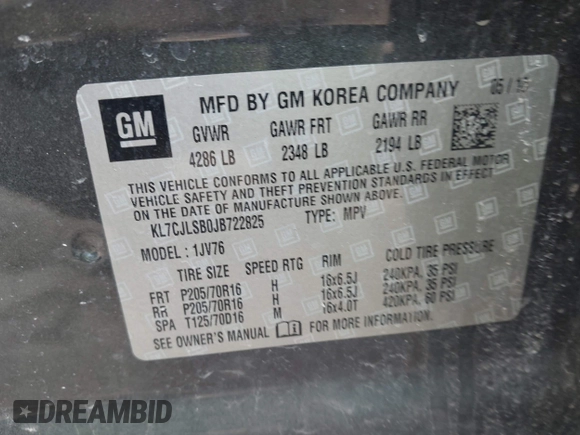 GM
MFD BY GM KOREA COMPANY 05 / 18
GVWR GAWR FRT GAWR RR
4286 LB 2348 LB 2194 LB
THIS VEHICLE CONFORMS TO ALL APPLICABLE U.S. FEDERAL MOTOR
VEHICLE SAFETY AND THEFT PREVENTION STANDARDS IN EFFECT
ON THE DATE OF MANUFACTURE SHOWN ABOVE.
KL7CJLSB0JB722825 TYPE: MPV
MODEL: 1JV76
TIRE SIZE SPEED RTG RIM COLD TIRE PRESSURE
FRT P205/70R16 H 16x6.5J 240KPA, 35 PSI
RR P205/70R16 H 16x6.5J 240KPA, 35 PSI
SPA T125/70D16 M 16x4.0T 420KPA, 60 PSI
SEE OWNER'S MANUAL FOR MORE INFORMATION.
DREAMBID